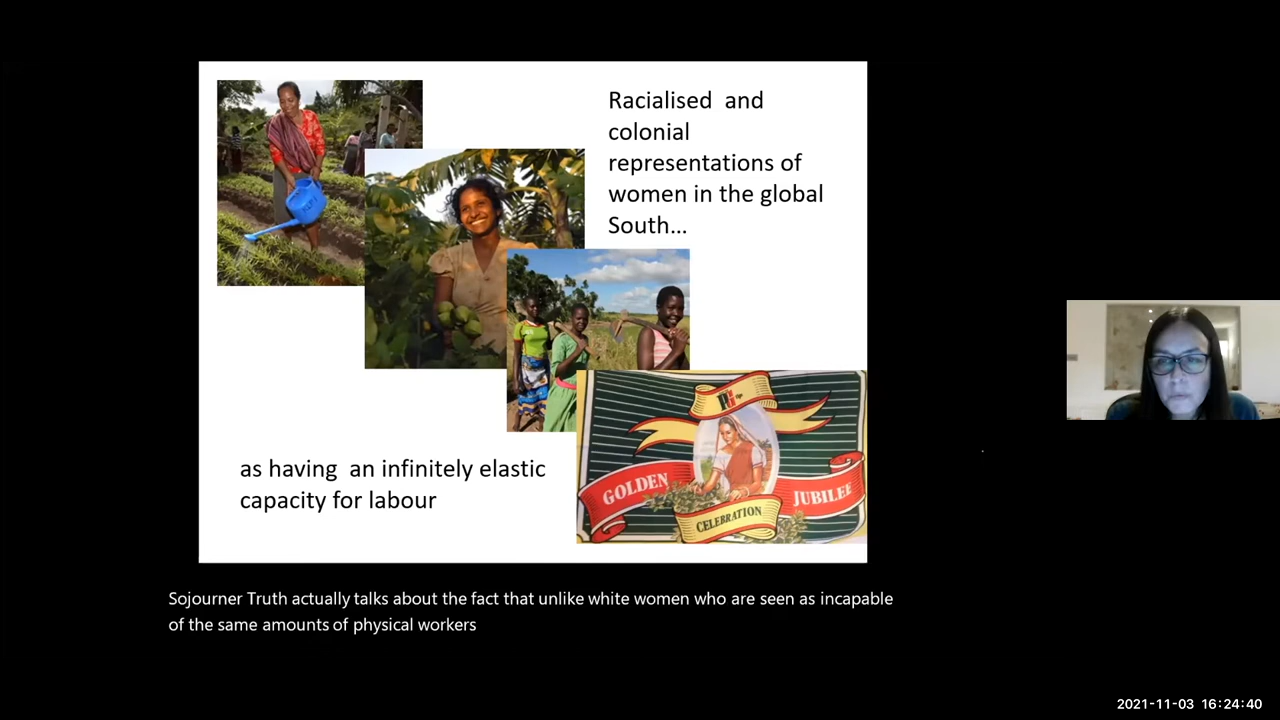 Racialised and
colonial
representations of
women in the global
South...
as having an infinitely elastic
capacity for labour
GOLDEN
JUBILEE
CELEBRATION
Sojourner Truth actually talks about the fact that unlike white women who are seen as incapable
of the same amounts of physical workers
2021-11-03 16:24:40